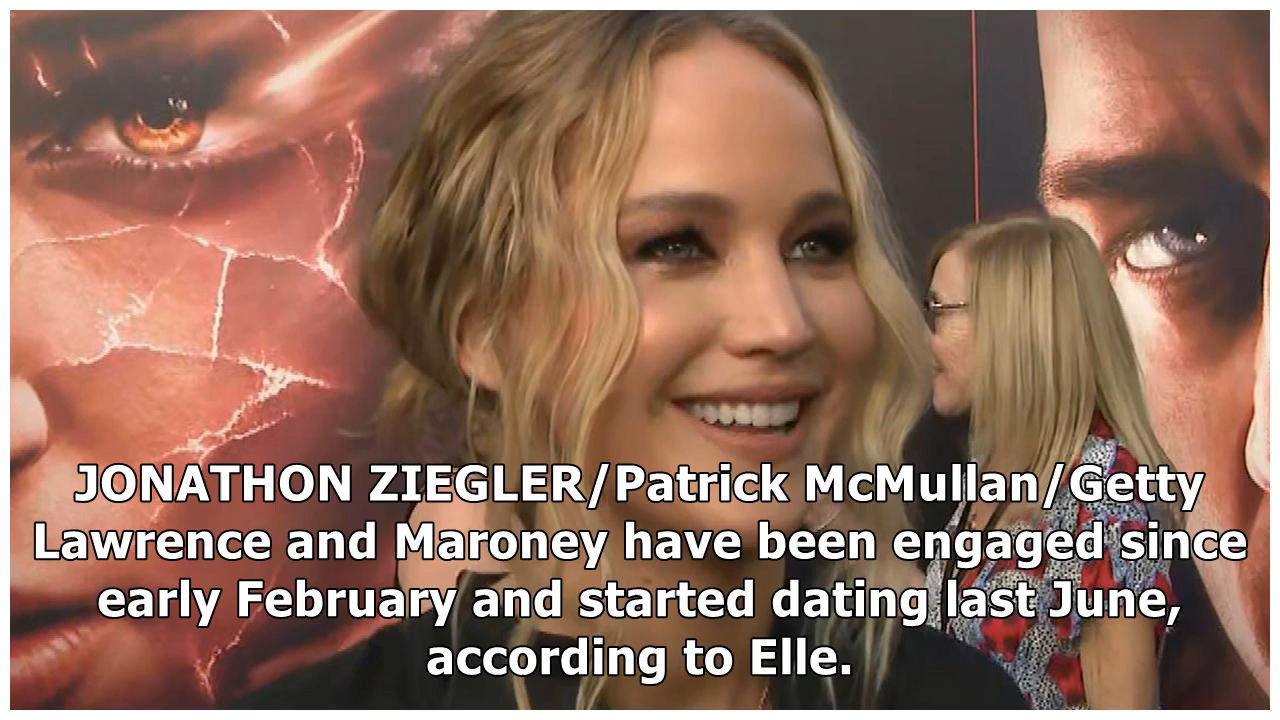 JONATHON ZIEGLER/Patrick McMullan/Getty
Lawrence and Maroney have been engaged since
early February and started dating last June,
according to Elle.